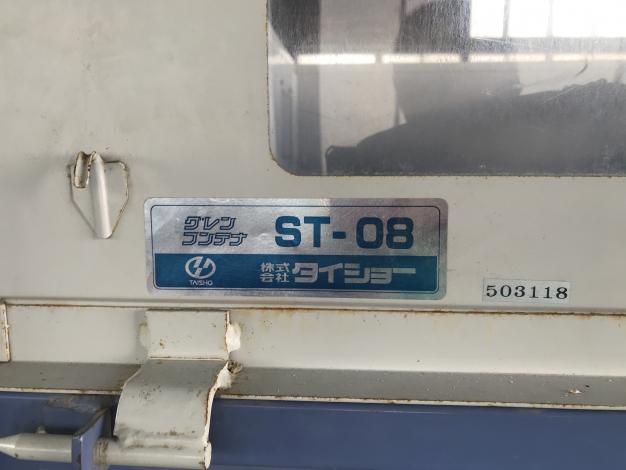 グレン
コンテナ
ST-08
TAISHO
株式
会社
タイショー
503118